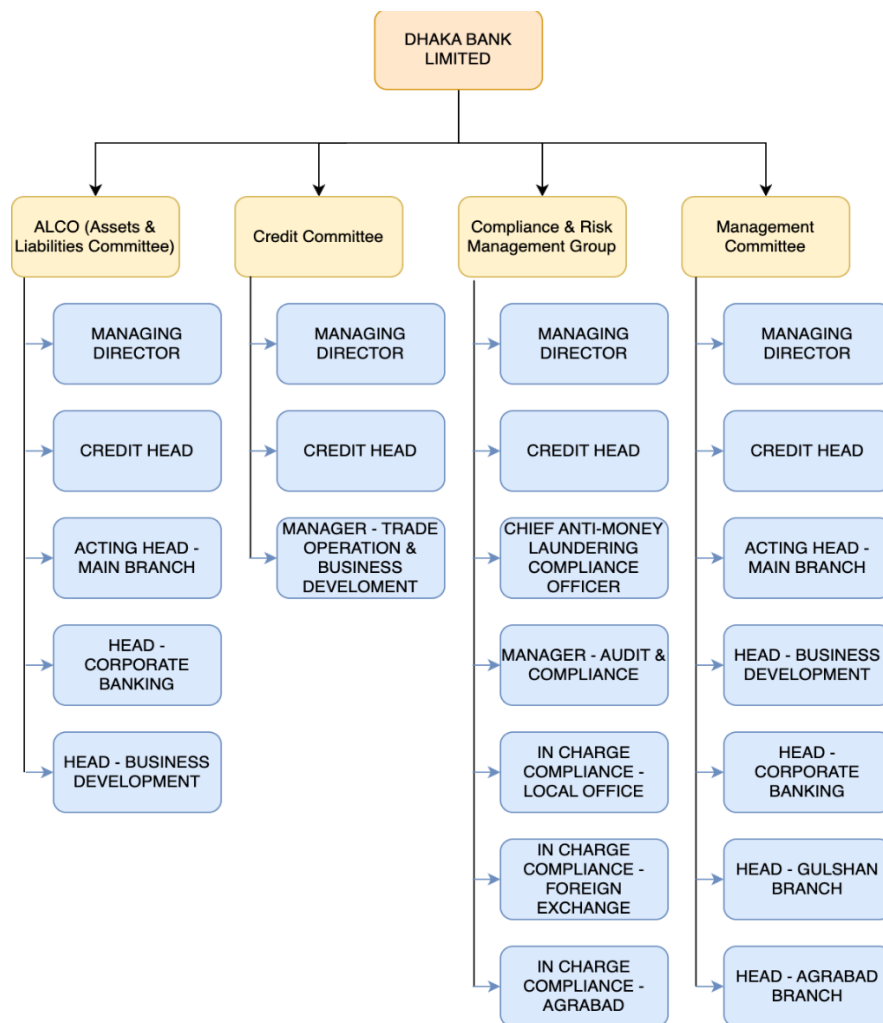 DHAKA BANK
LIMITED
ALCO (Assets &
Liabilities Committee)
Credit Committee
Compliance & Risk
Management Group
Management
Committee
MANAGING
DIRECTOR
CREDIT HEAD
ACTING HEAD -
MAIN BRANCH
HEAD -
CORPORATE
BANKING
HEAD - BUSINESS
DEVELOPMENT
MANAGING
DIRECTOR
CREDIT HEAD
MANAGER - TRADE
OPERATION &
BUSINESS
DEVELOMENT
MANAGING
DIRECTOR
CREDIT HEAD
CHIEF ANTI-MONEY
LAUNDERING
COMPLIANCE
OFFICER
MANAGER - AUDIT &
COMPLIANCE
IN CHARGE
COMPLIANCE -
LOCAL OFFICE
IN CHARGE
COMPLIANCE -
FOREIGN
EXCHANGE
IN CHARGE
COMPLIANCE -
AGRABAD
MANAGING
DIRECTOR
CREDIT HEAD
ACTING HEAD -
MAIN BRANCH
HEAD - BUSINESS
DEVELOPMENT
HEAD -
CORPORATE
BANKING
HEAD - GULSHAN
BRANCH
HEAD - AGRABAD
BRANCH